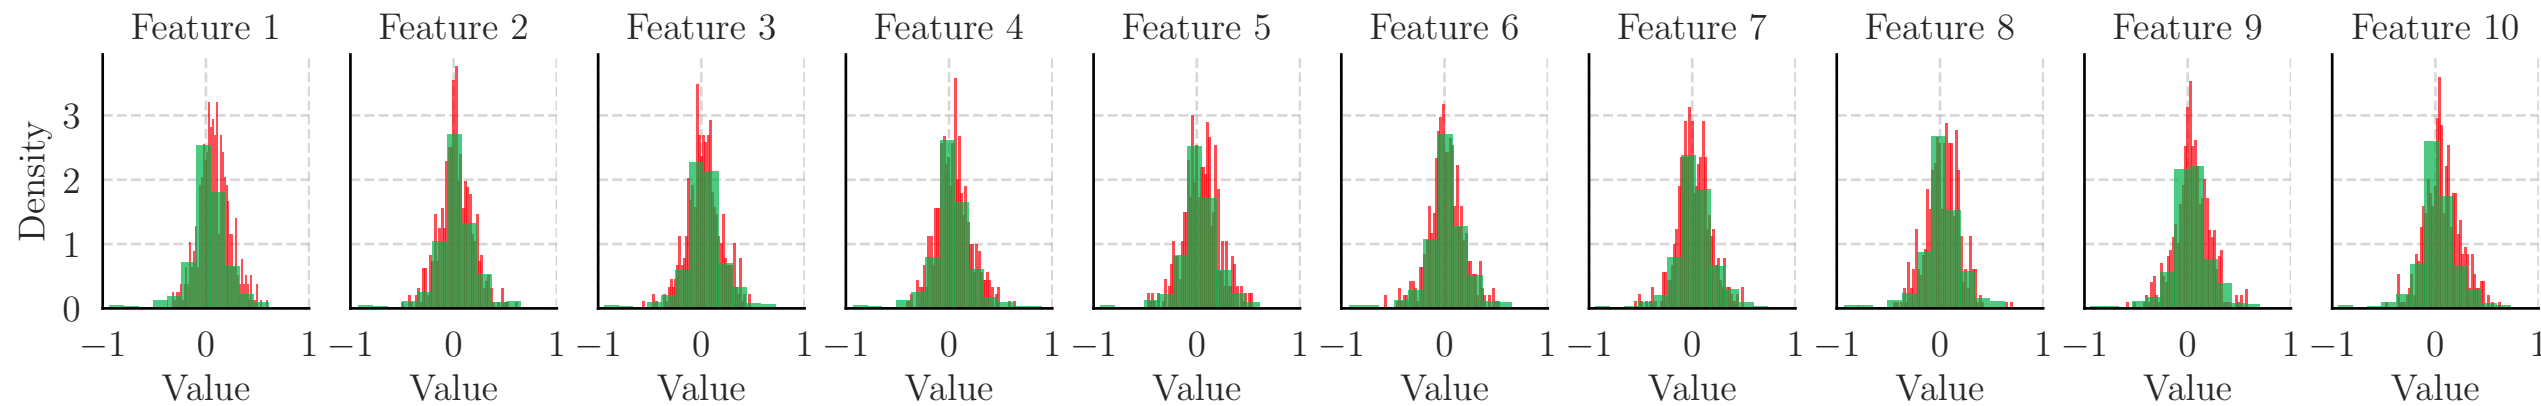 Feature 1 Feature 2 Feature 3 Feature 4 Feature 5 Feature 6 Feature 7 Feature 8 Feature 9 Feature 10
3
2
1
0
Density
−1 0 1 −1 0 1 −1 0 1 −1 0 1 −1 0 1 −1 0 1 −1 0 1 −1 0 1 −1 0 1 −1 0 1
Value Value Value Value Value Value Value Value Value Value